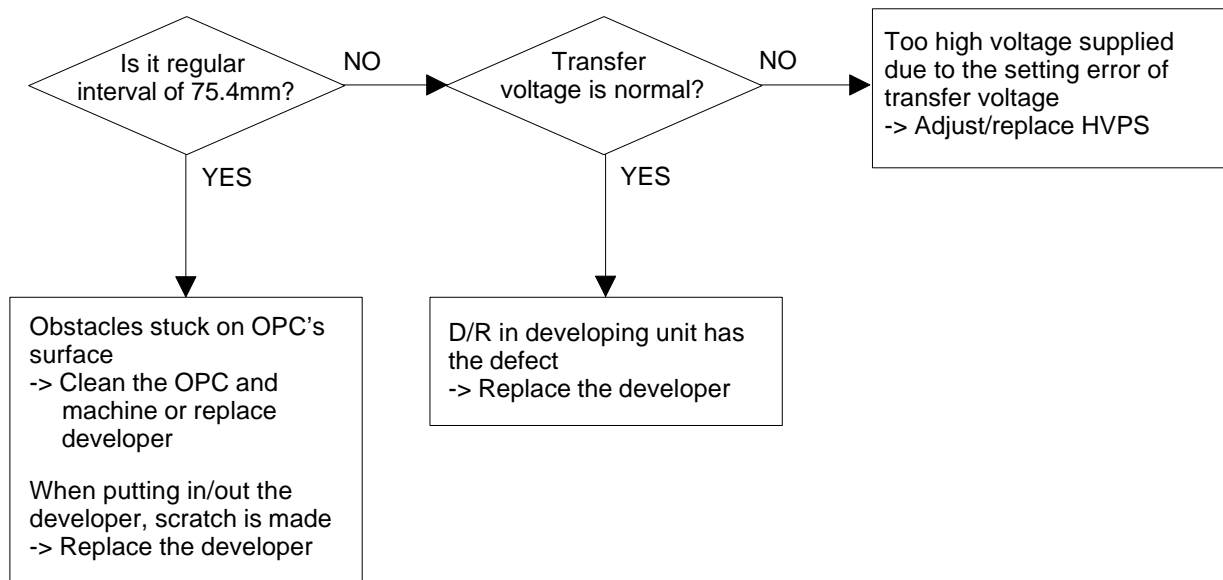 Is it regular
interval of 75.4mm?
NO
Transfer
voltage is normal?
NO
Too high voltage supplied
due to the setting error of
transfer voltage
-> Adjust/replace HVPS
YES
YES
Obstacles stuck on OPC’s
surface
-> Clean the OPC and
machine or replace
developer
When putting in/out the
developer, scratch is made
-> Replace the developer
D/R in developing unit has
the defect
-> Replace the developer